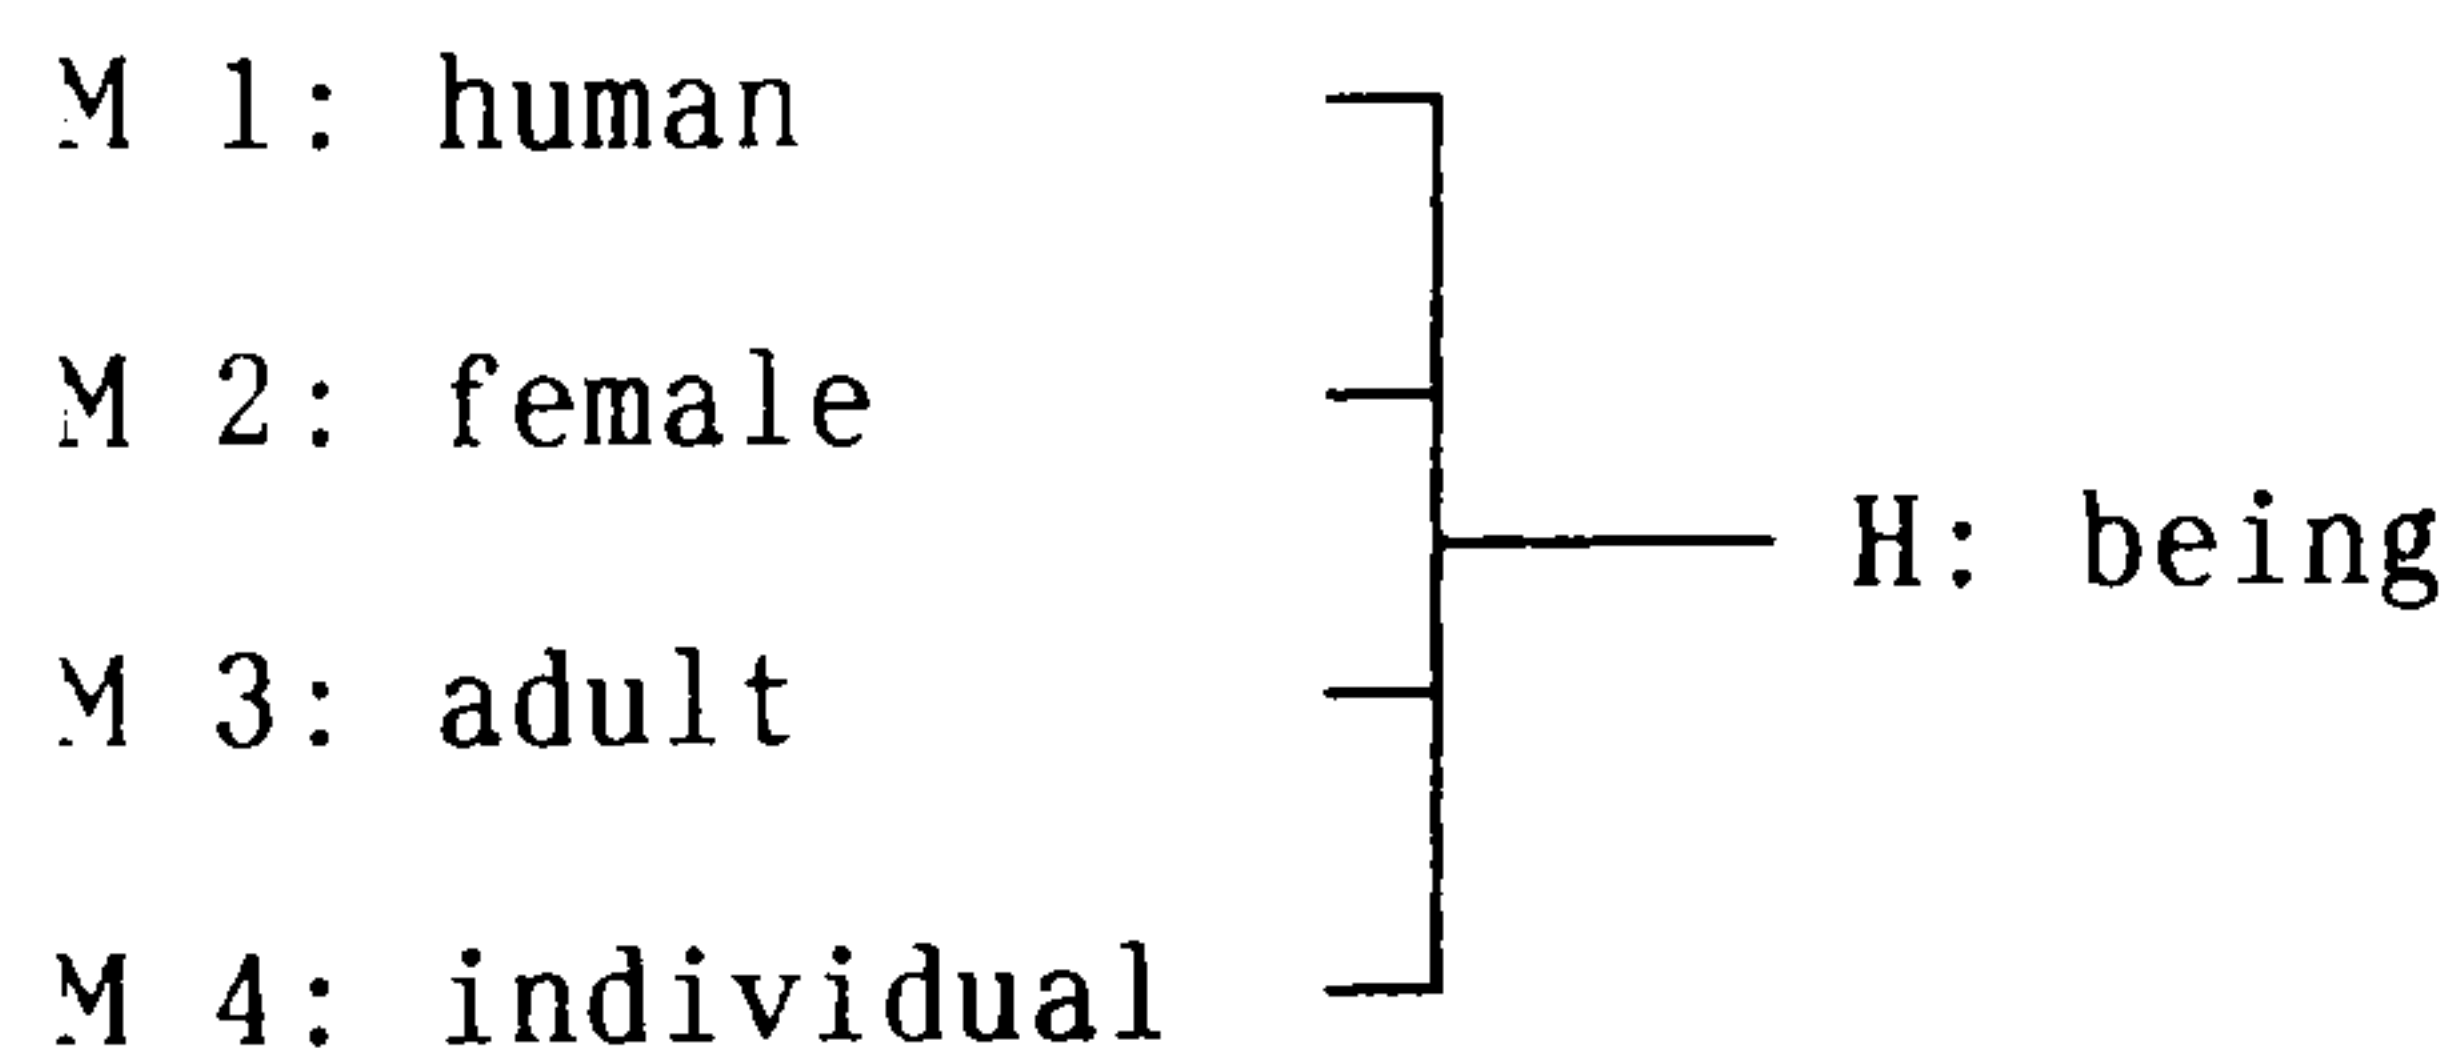 M 1: human
M 2: female
H: being
M 3: adult
M 4: individual